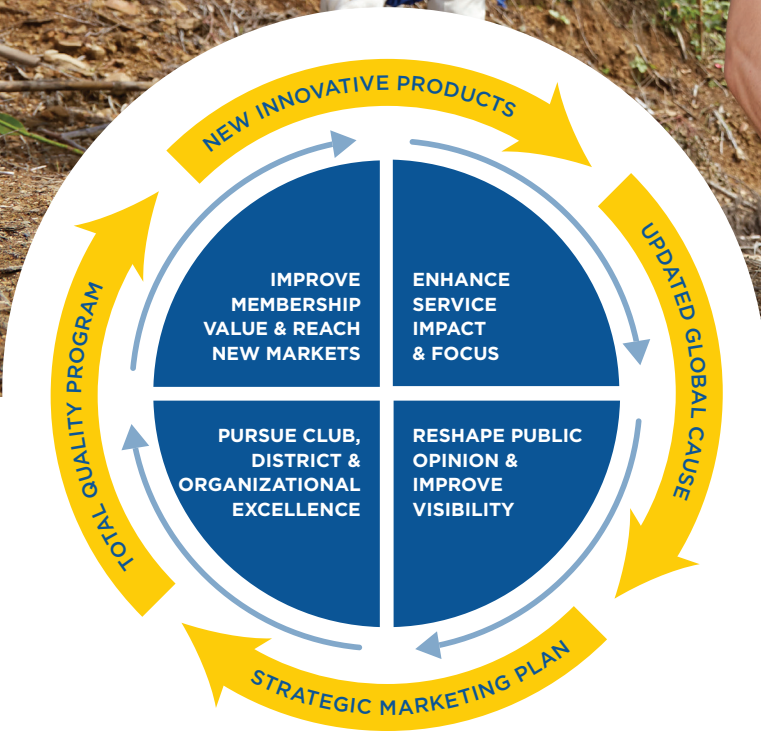 NEW INNOVATIVE PRODUCTS
UPDATED GLOBAL CAUSE
STRATEGIC MARKETING PLAN
TOTAL QUALITY PROGRAM
IMPROVE
MEMBERSHIP
VALUE & REACH
NEW MARKETS
ENHANCE
SERVICE
IMPACT
& FOCUS
PURSUE CLUB,
DISTRICT &
ORGANIZATIONAL
EXCELLENCE
RESHAPE PUBLIC
OPINION &
IMPROVE
VISIBILITY